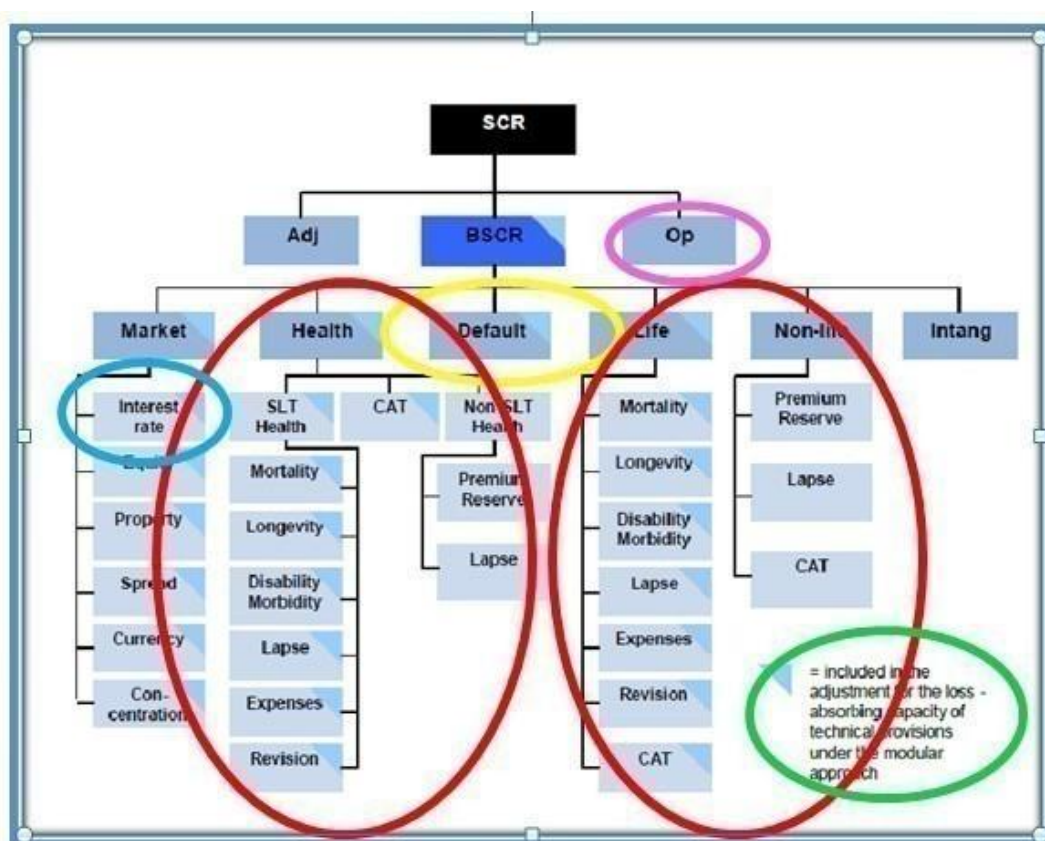 SCR
Adj
BSCR
Op
Market
Health
Default
Life
Non-life
Intang
Interest
rate
Equity
Property
Spread
Currency
Con-
centration
SLT
Health
CAT
Non-SLT
Health
Mortality
Longevity
Disability
Morbidity
Lapse
Expenses
Revision
Premium
Reserve
Lapse
Mortality
Longevity
Disability
Morbidity
Lapse
Expenses
Revision
CAT
Premium
Reserve
Lapse
CAT
= included in the
adjustment for the loss -
absorbing capacity of
technical provisions
under the modular
approach